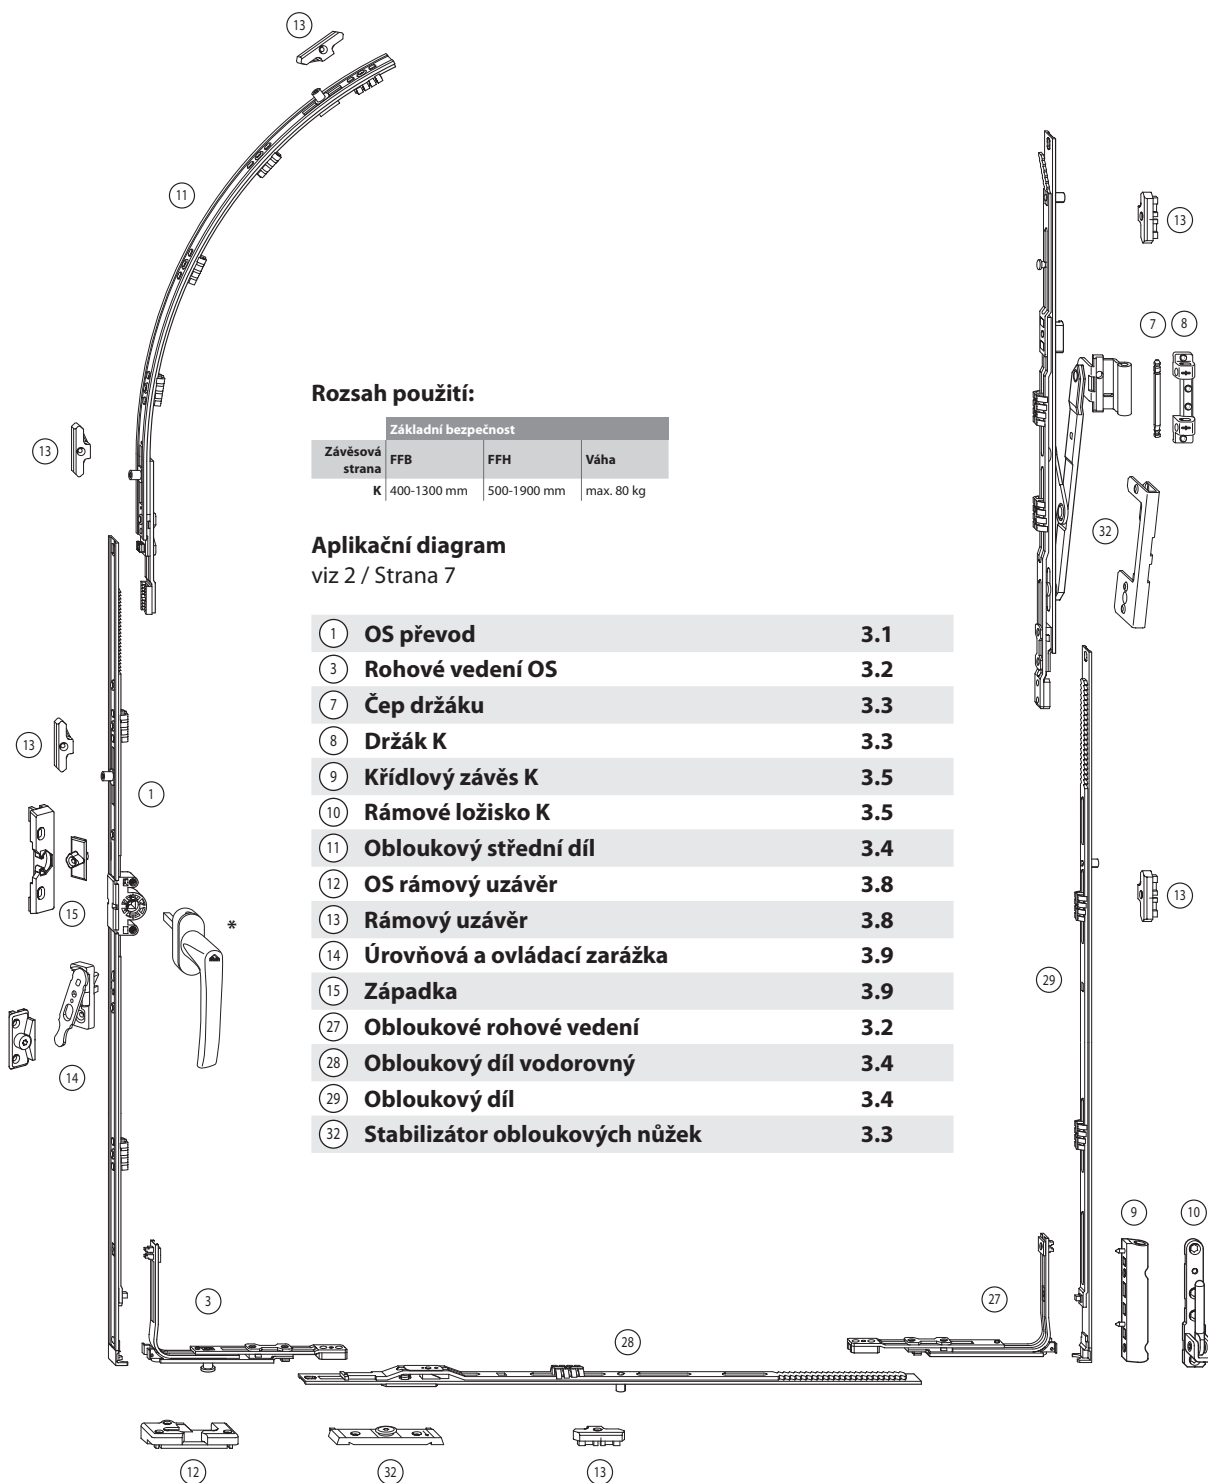 13
11
13
7 8
13
Rozsah použití:
Základní bezpečnost
Závěsová strana FFB FFH Váha
K 400-1300 mm 500-1900 mm max. 80 kg
32
Aplikační diagram
viz 2 / Strana 7
1 OS převod 3.1
3 Rohové vedení OS 3.2
7 Čep držáku 3.3
8 Držák K 3.3
9 Křídlový závěs K 3.5
10 Rámové ložisko K 3.5
11 Obloukový střední díl 3.4
12 OS rámový uzávěr 3.8
13 Rámový uzávěr 3.8
14 Úrovňová a ovládací zarážka 3.9
15 Západka 3.9
27 Obloukové rohové vedení 3.2
28 Obloukový díl vodorovný 3.4
29 Obloukový díl 3.4
32 Stabilizátor obloukových nůžek 3.3
13
1
15
*
13
29
14
9 10
3
27
28
12
32
13